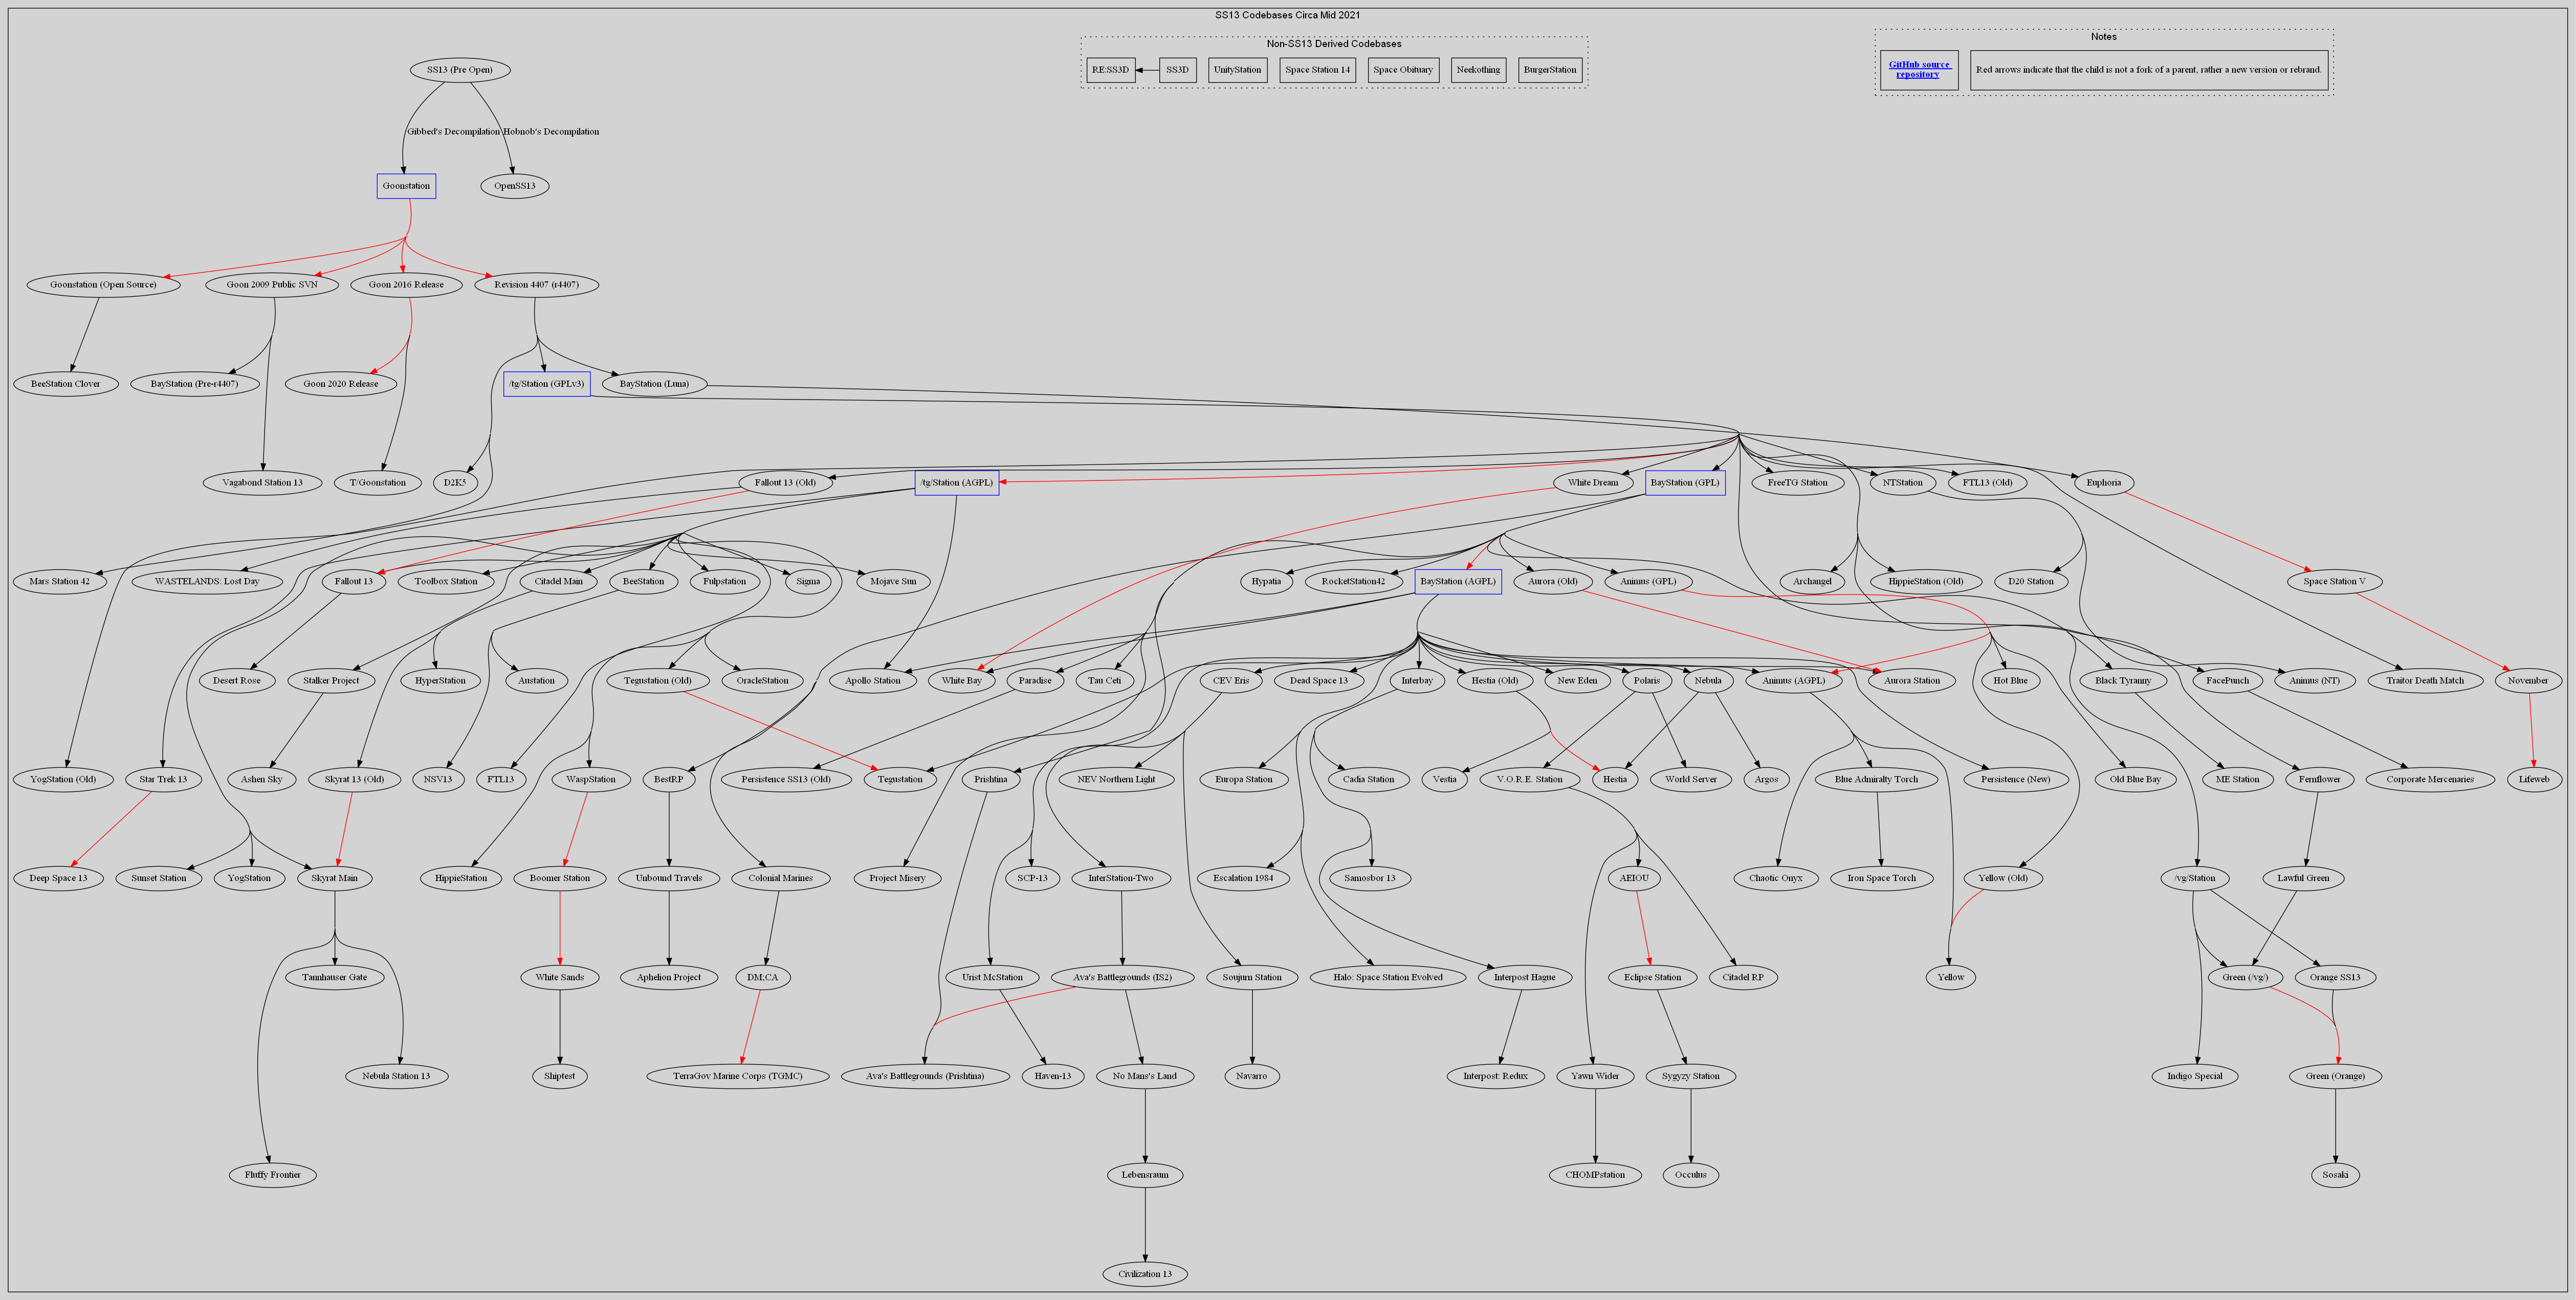 SS13 Codebases Circa Mid 2021
Non-SS13 Derived Codebases
Notes
SS13 (Pre Open)
RE:SS3D
SS3D
UnityStation
Space Station 14
Space Obituary
Neekothing
BurgerStation
GitHub source
repository
Red arrows indicate that the child is not a fork of a parent, rather a new version or rebrand.
Gibbed's Decompilation
Hobnob's Decompilation
Goonstation
OpenSS13
Goonstation (Open Source)
Goon 2009 Public SVN
Goon 2016 Release
Revision 4407 (r4407)
BeeStation Clover
BayStation (Pre-r4407)
Goon 2020 Release
/tg/Station (GPLv3)
BayStation (Luna)
Vagabond Station 13
T/Goonstation
D2K5
Fallout 13 (Old)
/tg/Station (AGPL)
White Dream
BayStation (GPL)
FreeTG Station
NTStation
FTL13 (Old)
Euphoria
Mars Station 42
WASTELANDS: Lost Day
Fallout 13
Toolbox Station
Citadel Main
BeeStation
Fulpstation
Sigma
Mojave Sun
Hypatia
RocketStation42
BayStation (AGPL)
Aurora (Old)
Animus (GPL)
Archangel
HippieStation (Old)
D20 Station
Space Station V
Desert Rose
Stalker Project
HyperStation
Austation
Tegustation (Old)
OracleStation
Apollo Station
White Bay
Paradise
Tau Ceti
CEV Eris
Dead Space 13
Interbay
Hestia (Old)
New Eden
Polaris
Nebula
Animus (AGPL)
Aurora Station
Hot Blue
Black Tyranny
FacePunch
Animus (NT)
Traitor Death Match
November
YogStation (Old)
Star Trek 13
Ashen Sky
Skyrat 13 (Old)
NSV13
FTL13
WaspStation
BestRP
Persistence SS13 (Old)
Tegustation
Prishtina
NEV Northern Light
Europa Station
Cadia Station
Vestia
V.O.R.E. Station
Hestia
World Server
Argos
Blue Admiralty Torch
Persistence (New)
Old Blue Bay
ME Station
Fernflower
Corporate Mercenaries
Lifeweb
Deep Space 13
Sunset Station
YogStation
Skyrat Main
HippieStation
Boomer Station
Unbound Travels
Colonial Marines
Project Misery
SCP-13
InterStation-Two
Escalation 1984
Samosbor 13
AEIOU
Chaotic Onyx
Iron Space Torch
Yellow (Old)
/vg/Station
Lawful Green
Tannhauser Gate
White Sands
Aphelion Project
DM;CA
Urist McStation
Ava's Battlegrounds (IS2)
Soujurn Station
Halo: Space Station Evolved
Interpost Hague
Eclipse Station
Citadel RP
Yellow
Green (/vg/)
Orange SS13
Nebula Station 13
Shiptest
TerraGov Marine Corps (TGMC)
Ava's Battlegrounds (Prishtina)
Haven-13
No Mans's Land
Navarro
Interpost: Redux
Yawn Wider
Sygyzy Station
Indigo Special
Green (Orange)
Fluffy Frontier
Lebensraum
CHOMPstation
Occulus
Sosaki
Civilization 13